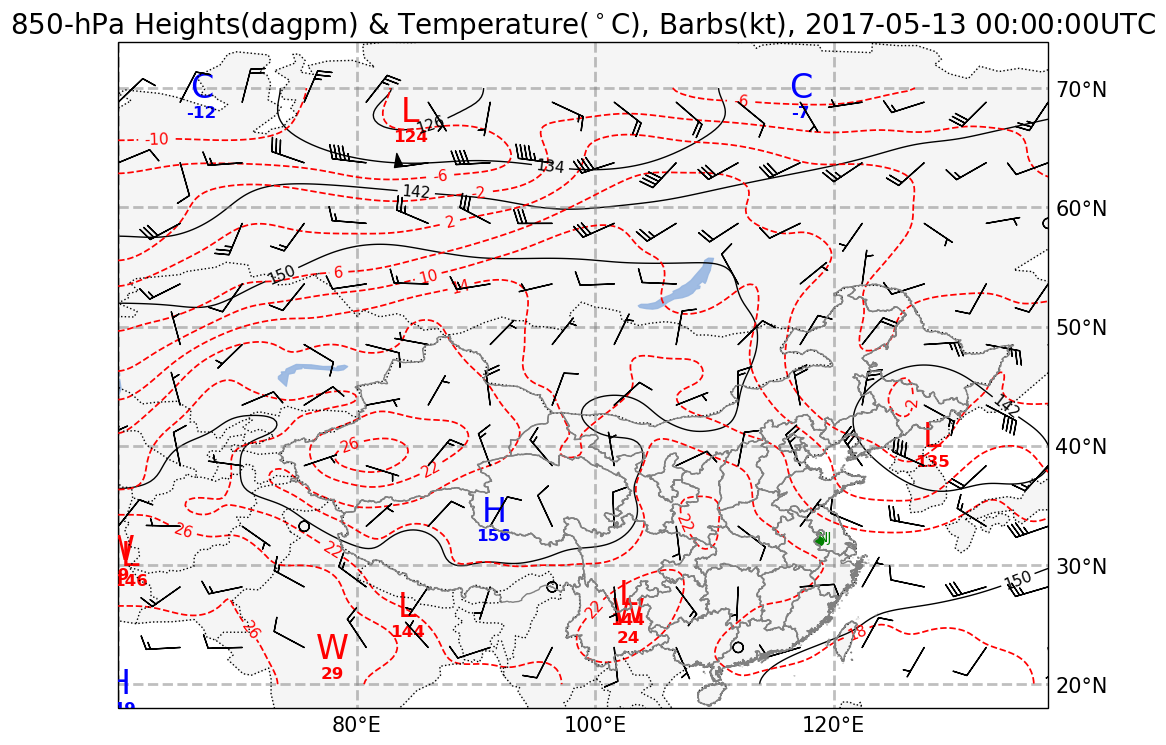 850-hPa Heights(dagpm) & Temperature(°C), Barbs(kt), 2017-05-13 00:00:00UTC
C
-12
L
124
126
6
C
-7
70°N
-10
134
-6
142
-2
60°N
2
150
6
10
14
50°N
2
142
26
22
L
135
40°N
H
156
22
NJ
26
22
W
L
146
30°N
150
L
144
22
L
144
W
24
26
W
29
18
H
20°N
80°E
100°E
120°E